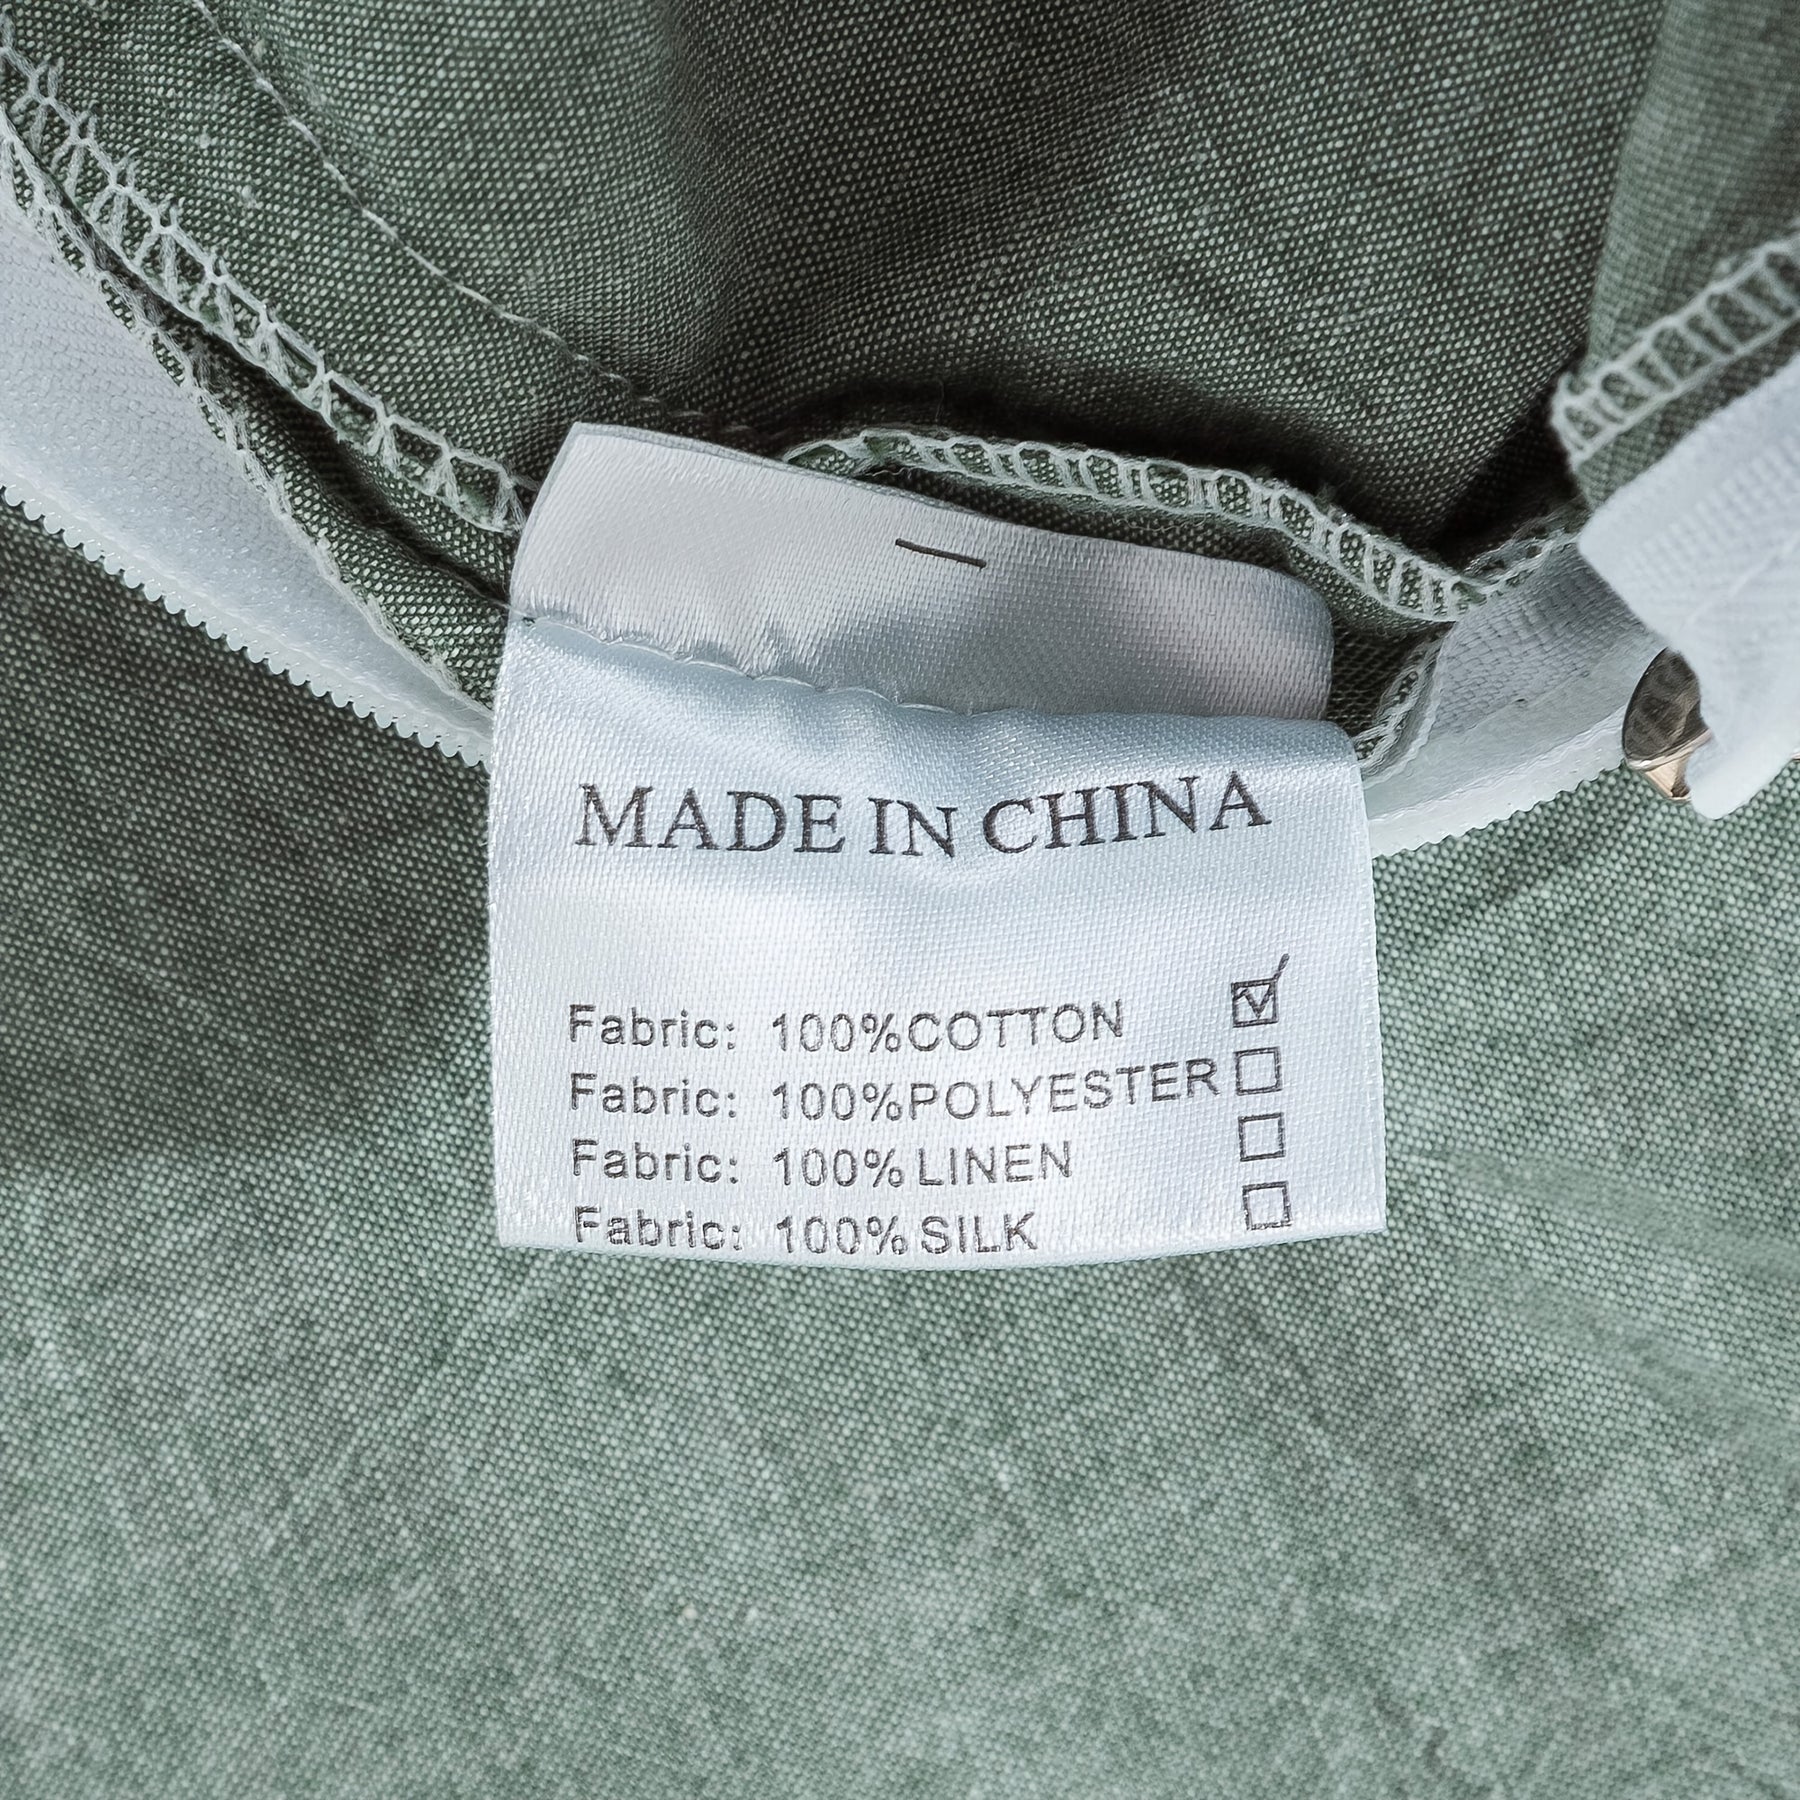 MADE IN CHINA
Fabric: 100%COTTON ☑
Fabric: 100%POLYESTER ☐
Fabric: 100% LINEN ☐
Fabric: 100% SILK ☐